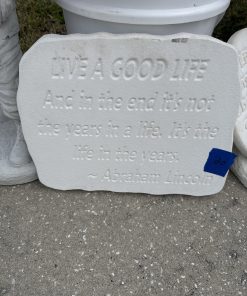 LIVE A GOOD LIFE
And in the end it's not
the years in a life. it's the
life in the years.
~ Abraham Lincoln